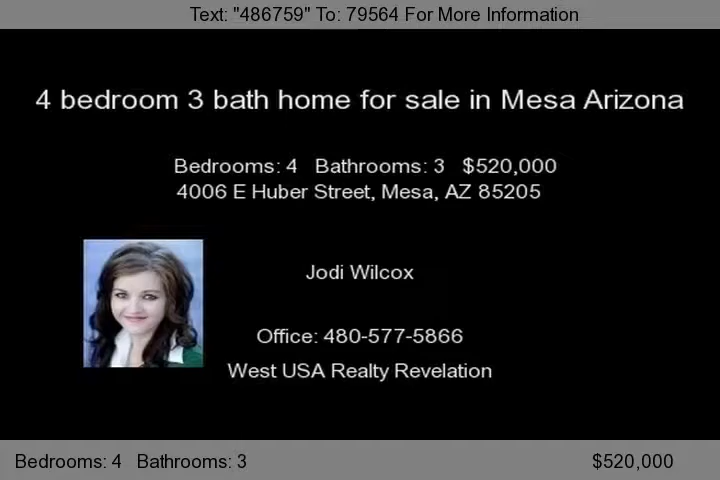 Text: "486759" To: 79564 For More Information
4 bedroom 3 bath home for sale in Mesa Arizona
Bedrooms: 4 Bathrooms: 3 $520,000
4006 E Huber Street, Mesa, AZ 85205
Jodi Wilcox
Office: 480-577-5866
West USA Realty Revelation
Bedrooms: 4 Bathrooms: 3 $520,000